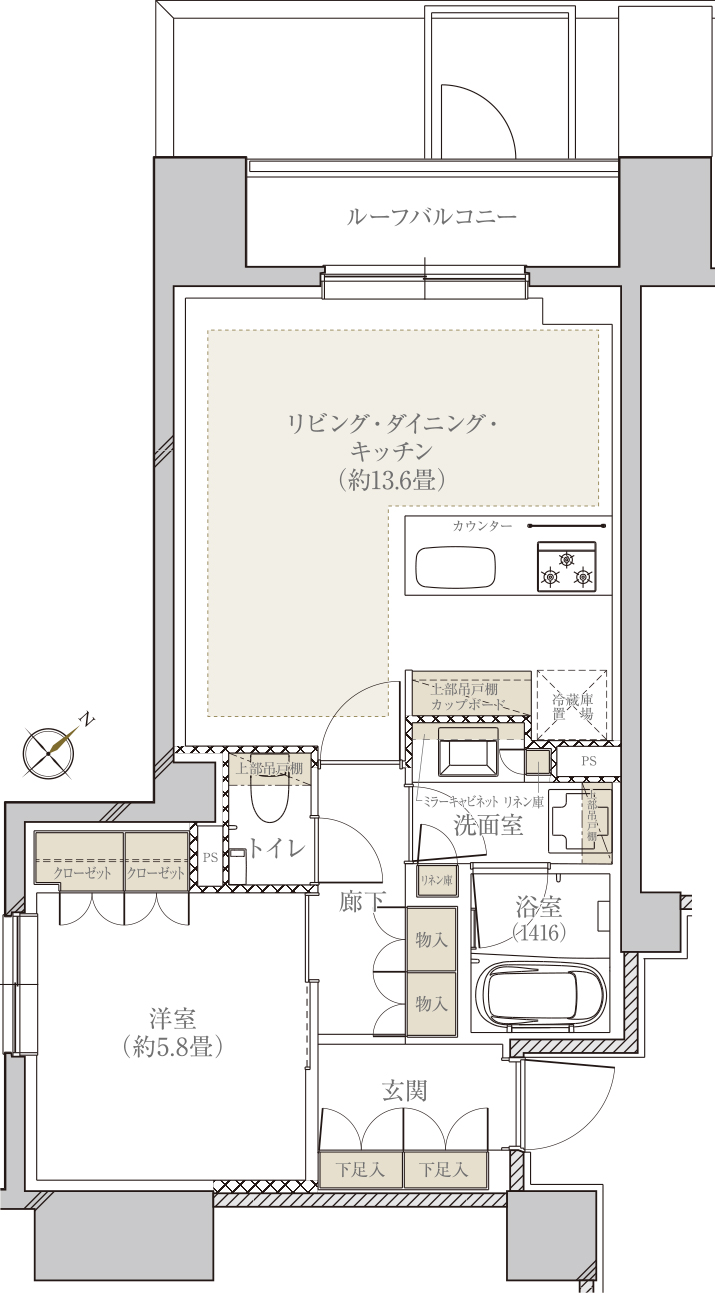 ルーフバルコニー
リビング・ダイニング・
キッチン
（約13.6畳）
カウンター
上部吊戸棚
カップボード
冷蔵庫
置場
N
PS
上部吊戸棚
ミラーキャビネット リネン庫
上部吊戸棚
洗面室
トイレ
PS
クローゼット
クローゼット
リネン庫
廊下
浴室
（1416）
物入
物入
洋室
（約5.8畳）
玄関
下足入
下足入